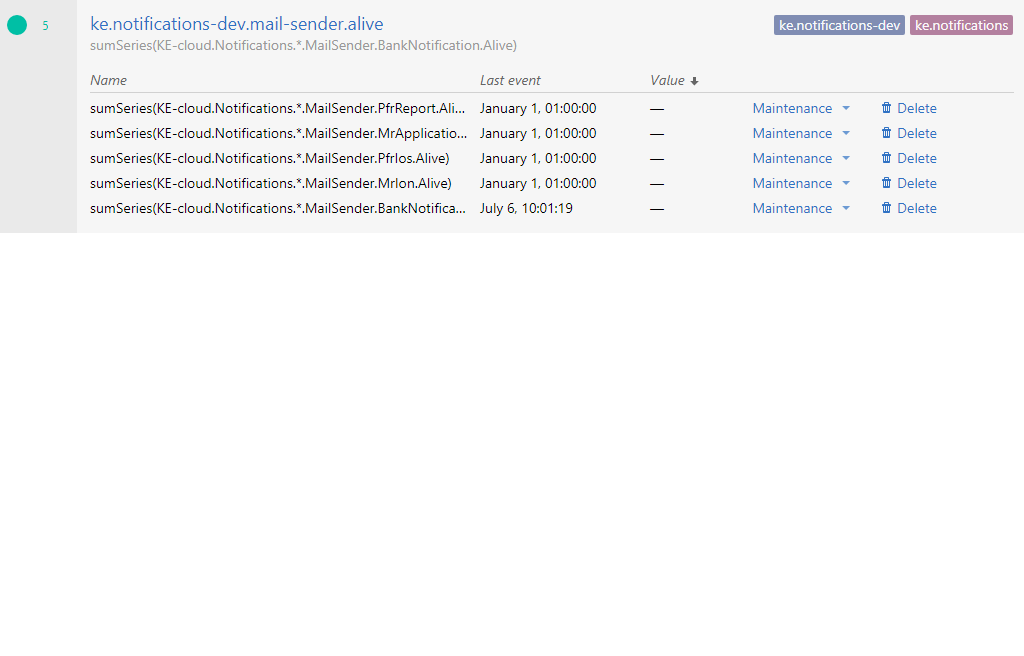 5 ke.notifications-dev.mail-sender.alive ke.notifications-dev ke.notifications
sumSeries(KE-cloud.Notifications.*.MailSender.BankNotification.Alive)
Name Last event Value
sumSeries(KE-cloud.Notifications.*.MailSender.PfrReport.Ali... January 1, 01:00:00 — Maintenance Delete
sumSeries(KE-cloud.Notifications.*.MailSender.MrApplicatio... January 1, 01:00:00 — Maintenance Delete
sumSeries(KE-cloud.Notifications.*.MailSender.PfrIos.Alive) January 1, 01:00:00 — Maintenance Delete
sumSeries(KE-cloud.Notifications.*.MailSender.MrIon.Alive) January 1, 01:00:00 — Maintenance Delete
sumSeries(KE-cloud.Notifications.*.MailSender.BankNotifica... July 6, 10:01:19 — Maintenance Delete